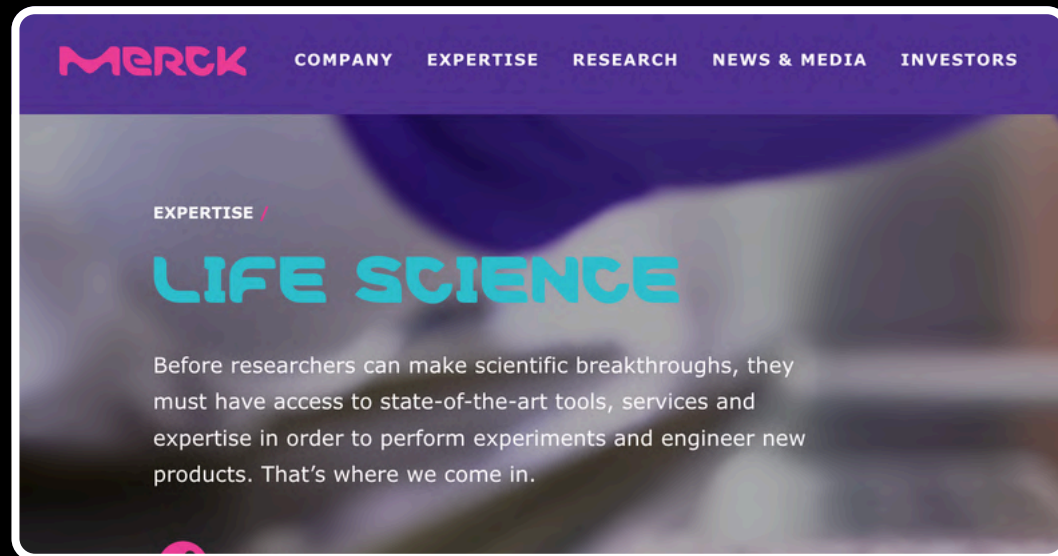 MERCK
COMPANY EXPERTISE RESEARCH NEWS & MEDIA INVESTORS
EXPERTISE /
LIFE SCIENCE
Before researchers can make scientific breakthroughs, they
must have access to state-of-the-art tools, services and
expertise in order to perform experiments and engineer new
products. That’s where we come in.